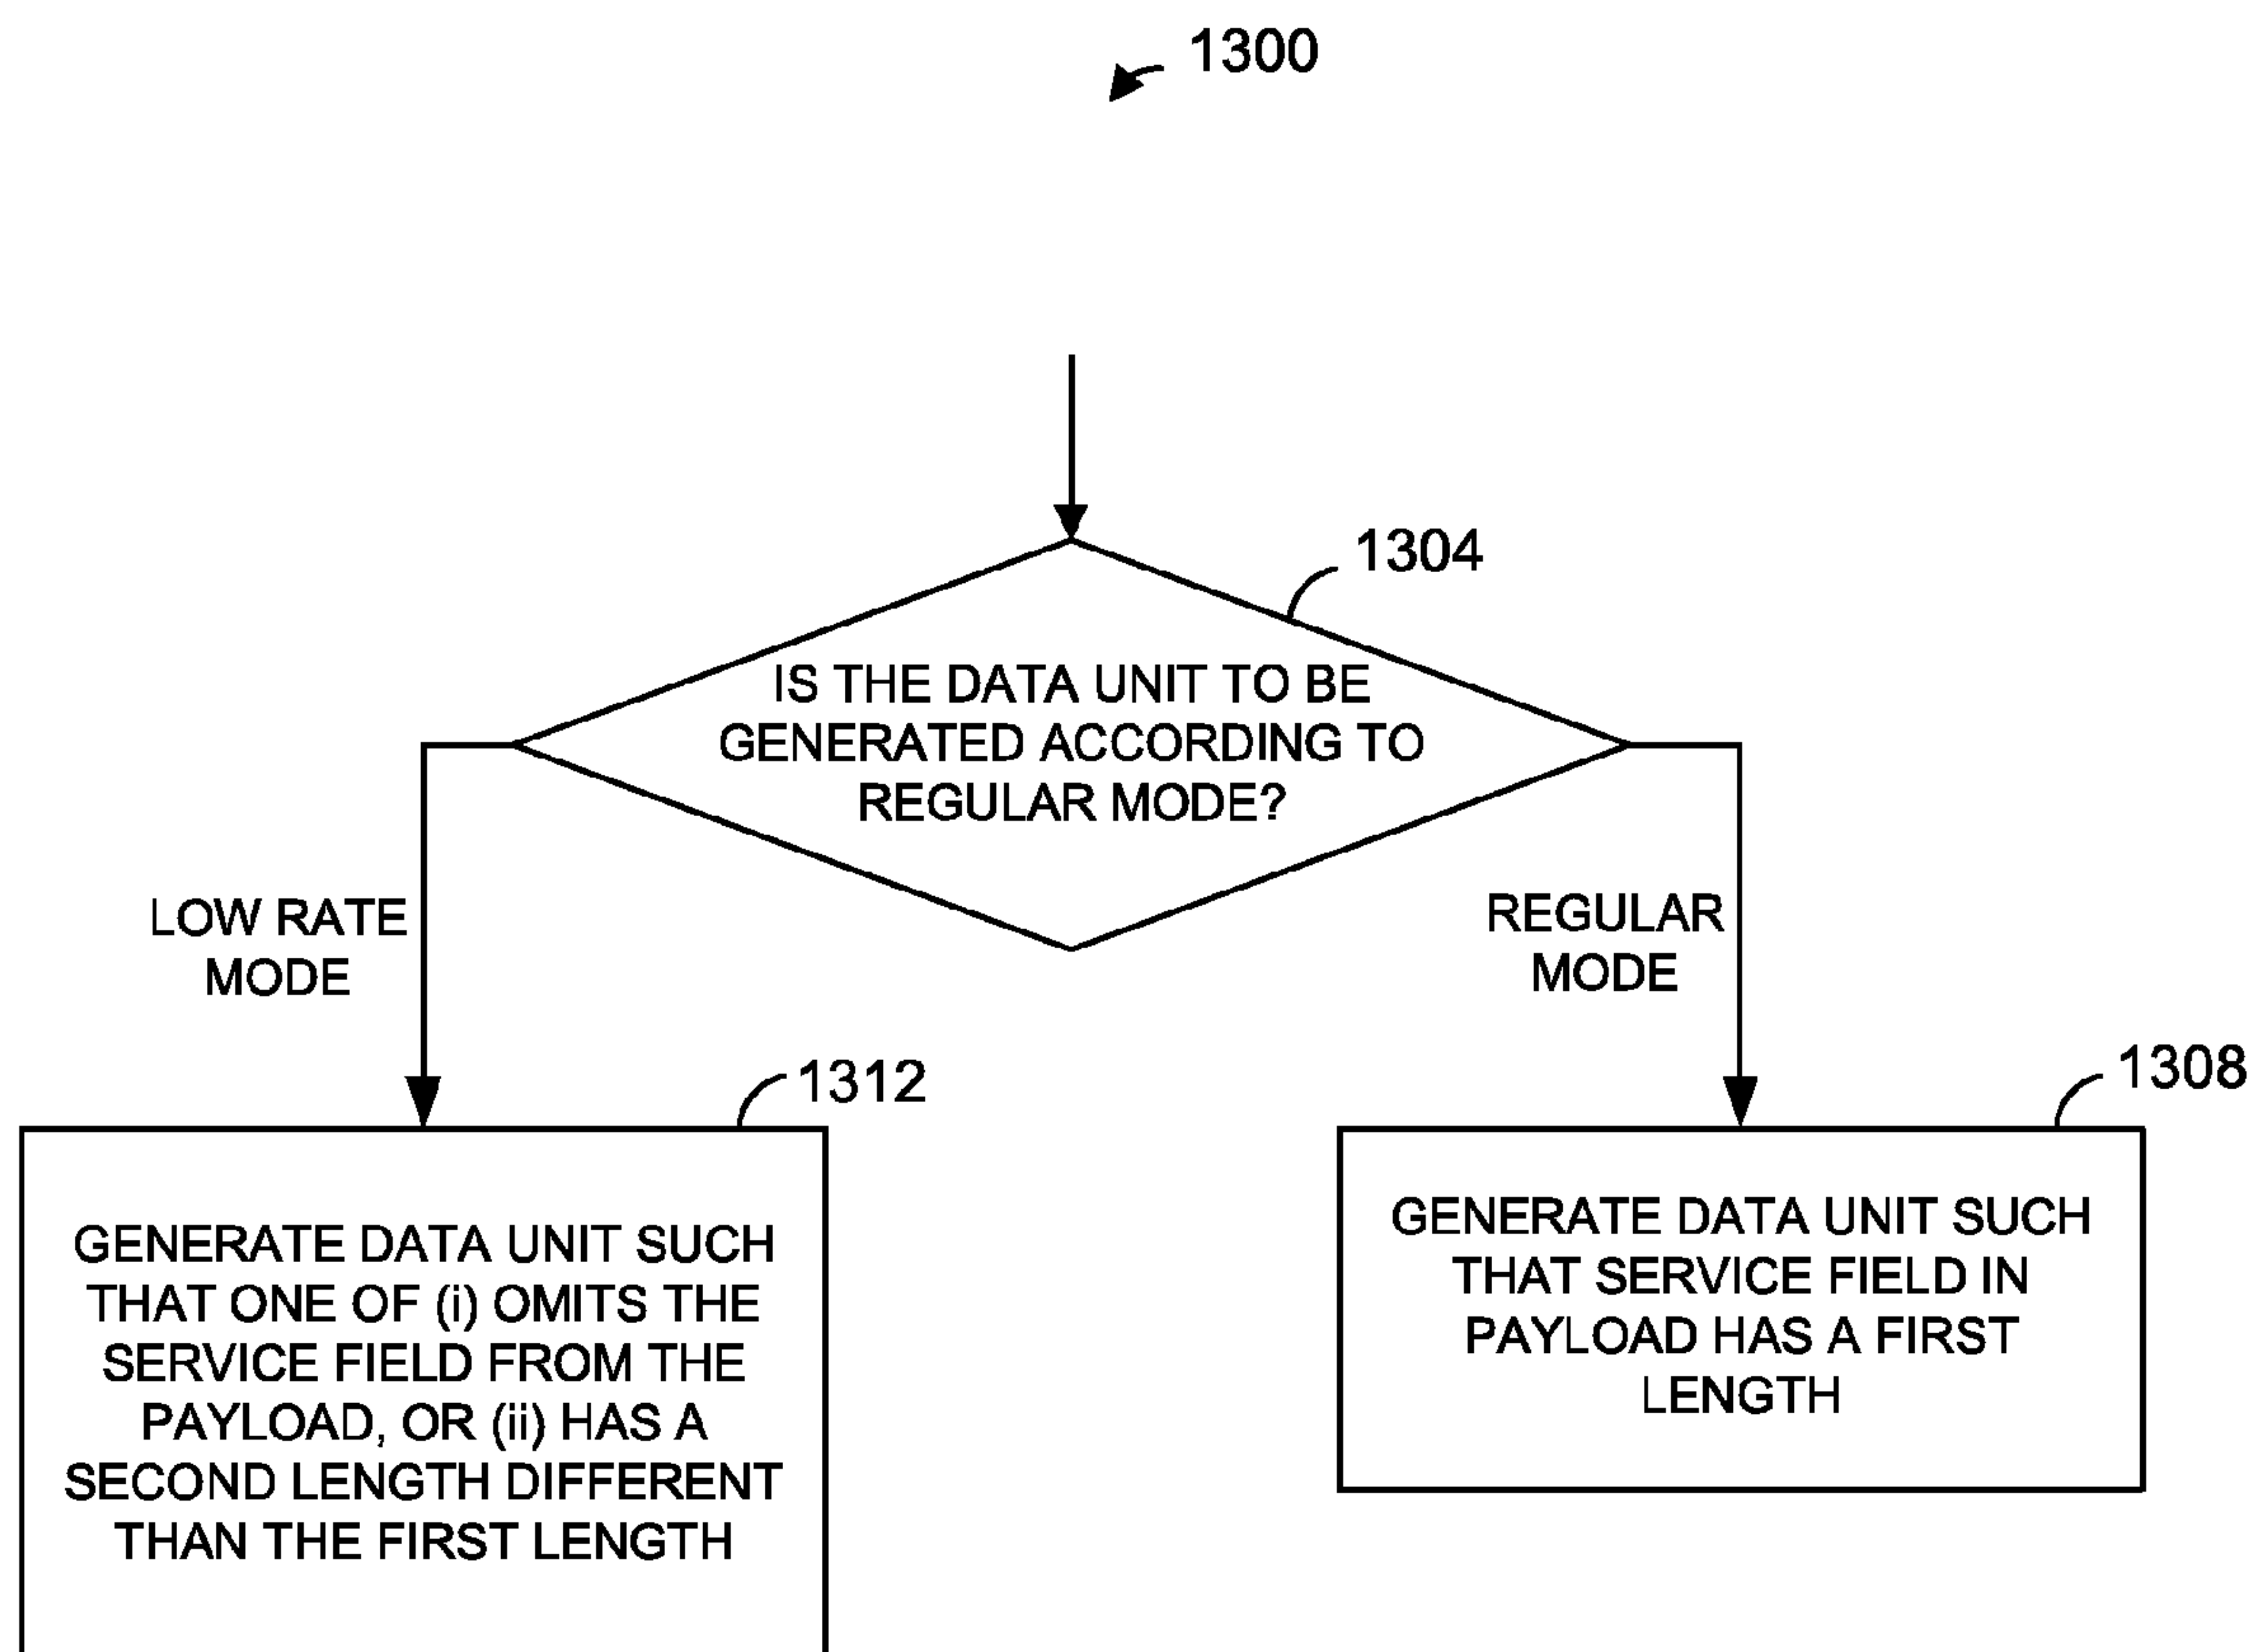 1300
1304
IS THE DATA UNIT TO BE
GENERATED ACCORDING TO
REGULAR MODE?
LOW RATE
MODE
REGULAR
MODE
1312
GENERATE DATA UNIT SUCH
THAT ONE OF (i) OMITS THE
SERVICE FIELD FROM THE
PAYLOAD, OR (ii) HAS A
SECOND LENGTH DIFFERENT
THAN THE FIRST LENGTH
1308
GENERATE DATA UNIT SUCH
THAT SERVICE FIELD IN
PAYLOAD HAS A FIRST
LENGTH